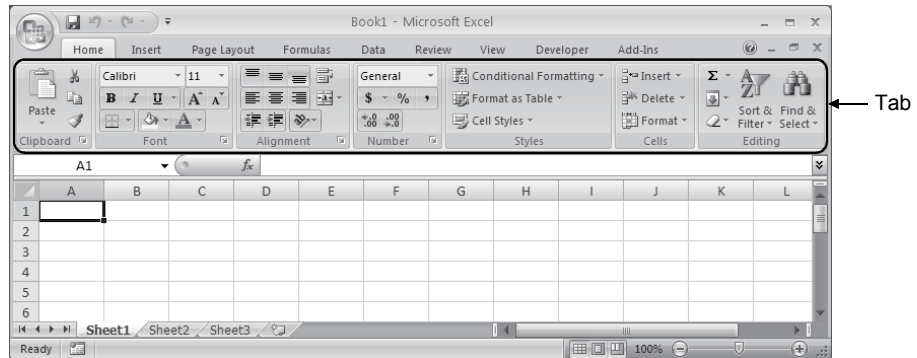 Book1 - Microsoft Excel
Home Insert Page Layout Formulas Data Review View Developer Add-Ins
Calibri 11 General Conditional Formatting Insert Σ
Paste B I U A A $ % , Format as Table Delete Sort & Find &
A .00 .0 Cell Styles Format Filter Select
Clipboard Font Alignment Number Styles Cells Editing
Tab
A1 fx
A B C D E F G H I J K L
1
2
3
4
5
6
Sheet1 Sheet2 Sheet3
Ready 100%